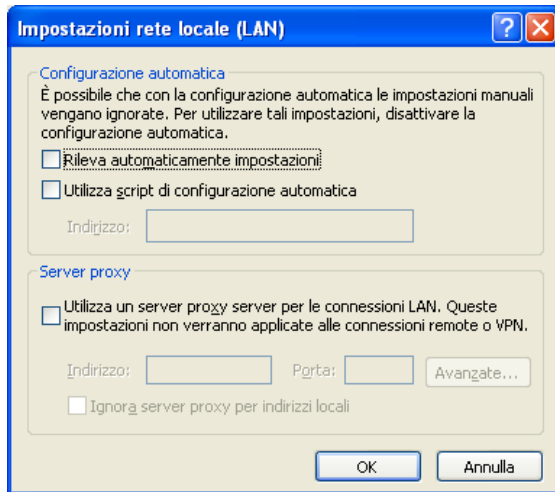 Impostazioni rete locale (LAN)
Configurazione automatica
È possibile che con la configurazione automatica le impostazioni manuali
vengano ignorate. Per utilizzare tali impostazioni, disattivare la
configurazione automatica.
Rileva automaticamente impostazioni
Utilizza script di configurazione automatica
Indirizzo:
Server proxy
Utilizza un server proxy server per le connessioni LAN. Queste
impostazioni non verranno applicate alle connessioni remote o VPN.
Indirizzo: Porta: Avanzate...
Ignora server proxy per indirizzi locali
OK Annulla